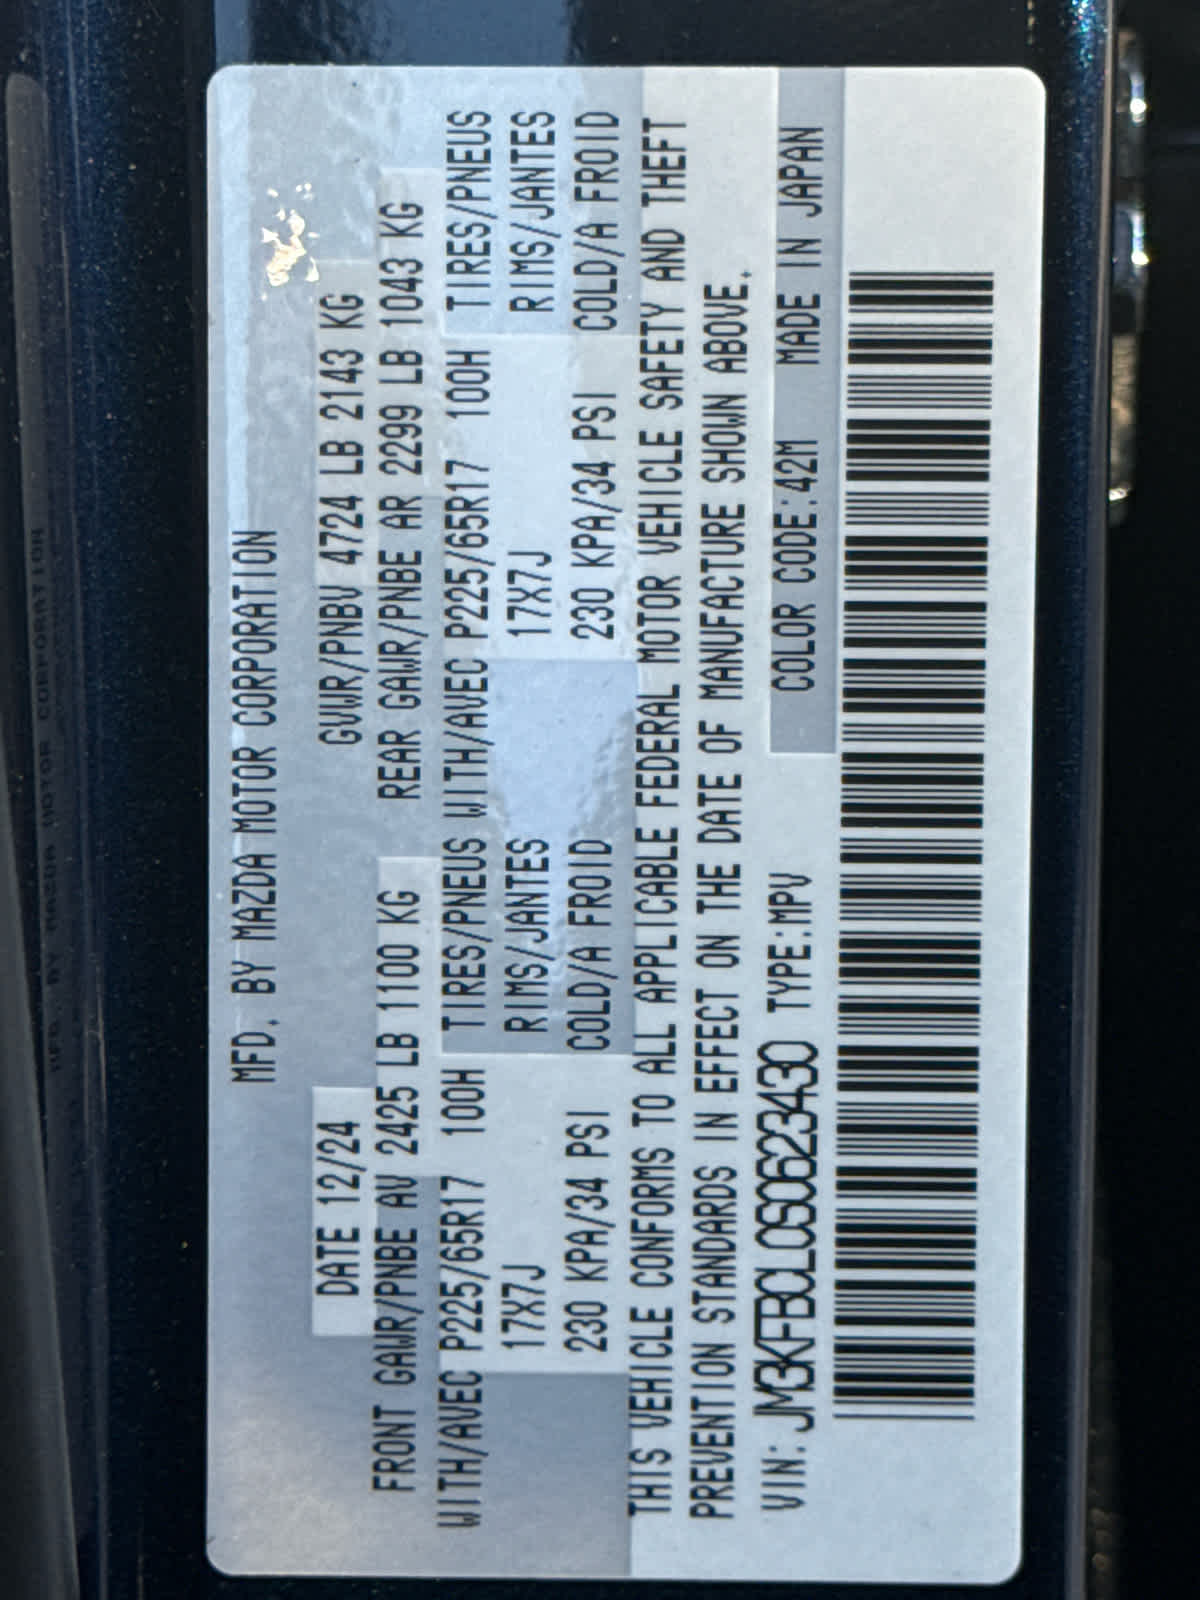 MFD. BY MAZDA MOTOR CORPORATION
DATE 12/24 GVWR/PNBV 4724 LB 2143 KG
FRONT GAWR/PNBE AV 2425 LB 1100 KG REAR GAWR/PNBE AR 2299 LB 1043 KG
WITH/AVEC P225/65R17 100H TIRES/PNEUS WITH/AVEC P225/65R17 100H TIRES/PNEUS
17X7J RIMS/JANTES 17X7J RIMS/JANTES
230 KPA/34 PSI COLD/A FROID 230 KPA/34 PSI COLD/A FROID
THIS VEHICLE CONFORMS TO ALL APPLICABLE FEDERAL MOTOR VEHICLE SAFETY AND THEFT
PREVENTION STANDARDS IN EFFECT ON THE DATE OF MANUFACTURE SHOWN ABOVE.
VIN: JM3KFBCL0S0623430 TYPE:MPV COLOR CODE:42M MADE IN JAPAN